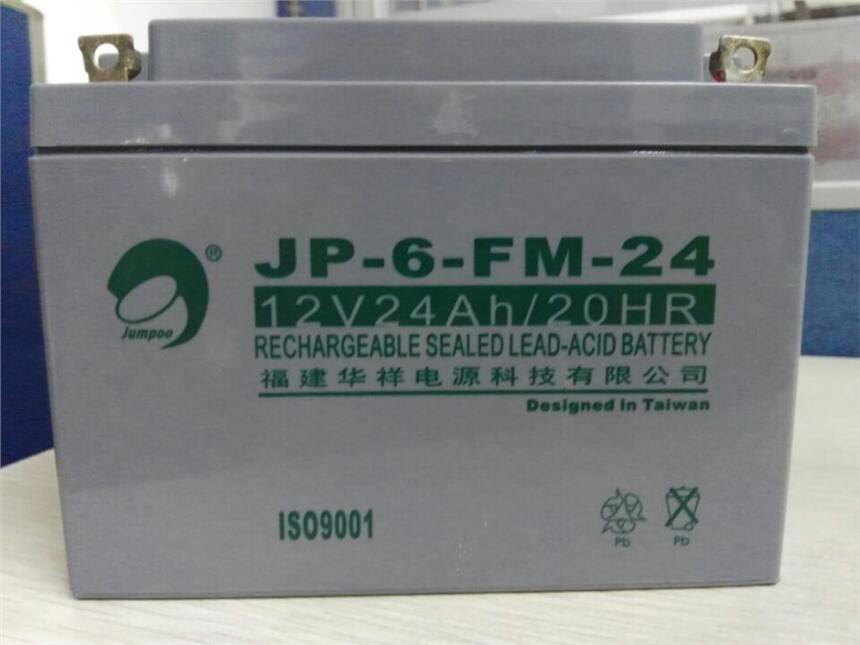 JP-6-FM-24
®
Jumpoo
12V24Ah/20HR
RECHARGEABLE SEALED LEAD-ACID BATTERY
福建华祥电源科技有限公司
Designed in Taiwan
ISO9001
Pb
Pb